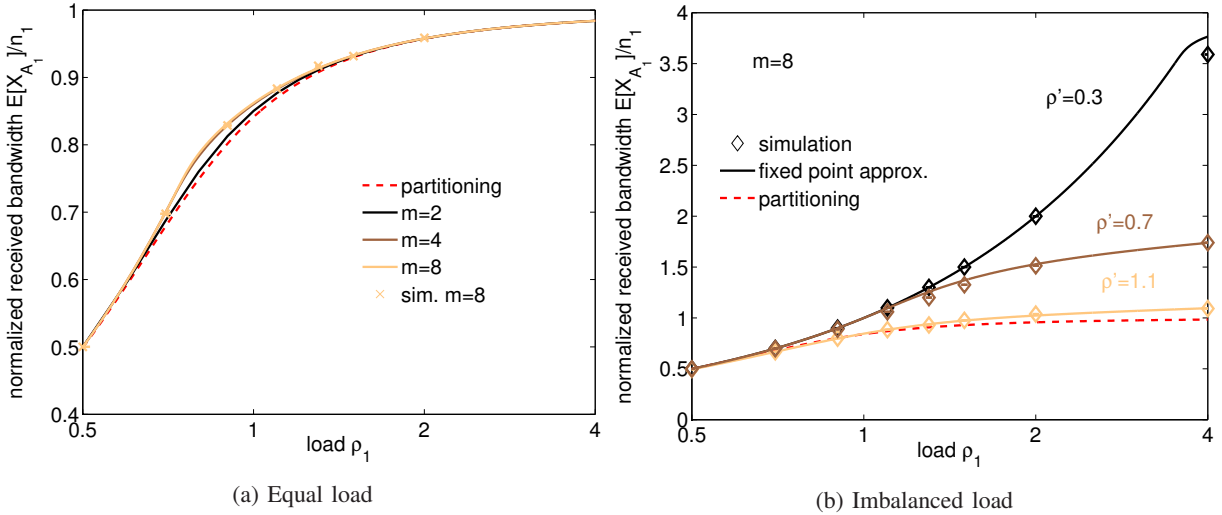 normalized received bandwidth E[X_{A_1}]/n_1
1
0.9
0.8
0.7
0.6
0.5
0.4
0.5
1
2
4
load ρ_1
partitioning
m=2
m=4
m=8
sim. m=8
(a) Equal load
normalized received bandwidth E[X_{A_1}]/n_1
4
3.5
3
2.5
2
1.5
1
0.5
0
0.5
1
2
4
load ρ_1
m=8
ρ'=0.3
simulation
fixed point approx.
partitioning
ρ'=0.7
ρ'=1.1
(b) Imbalanced load